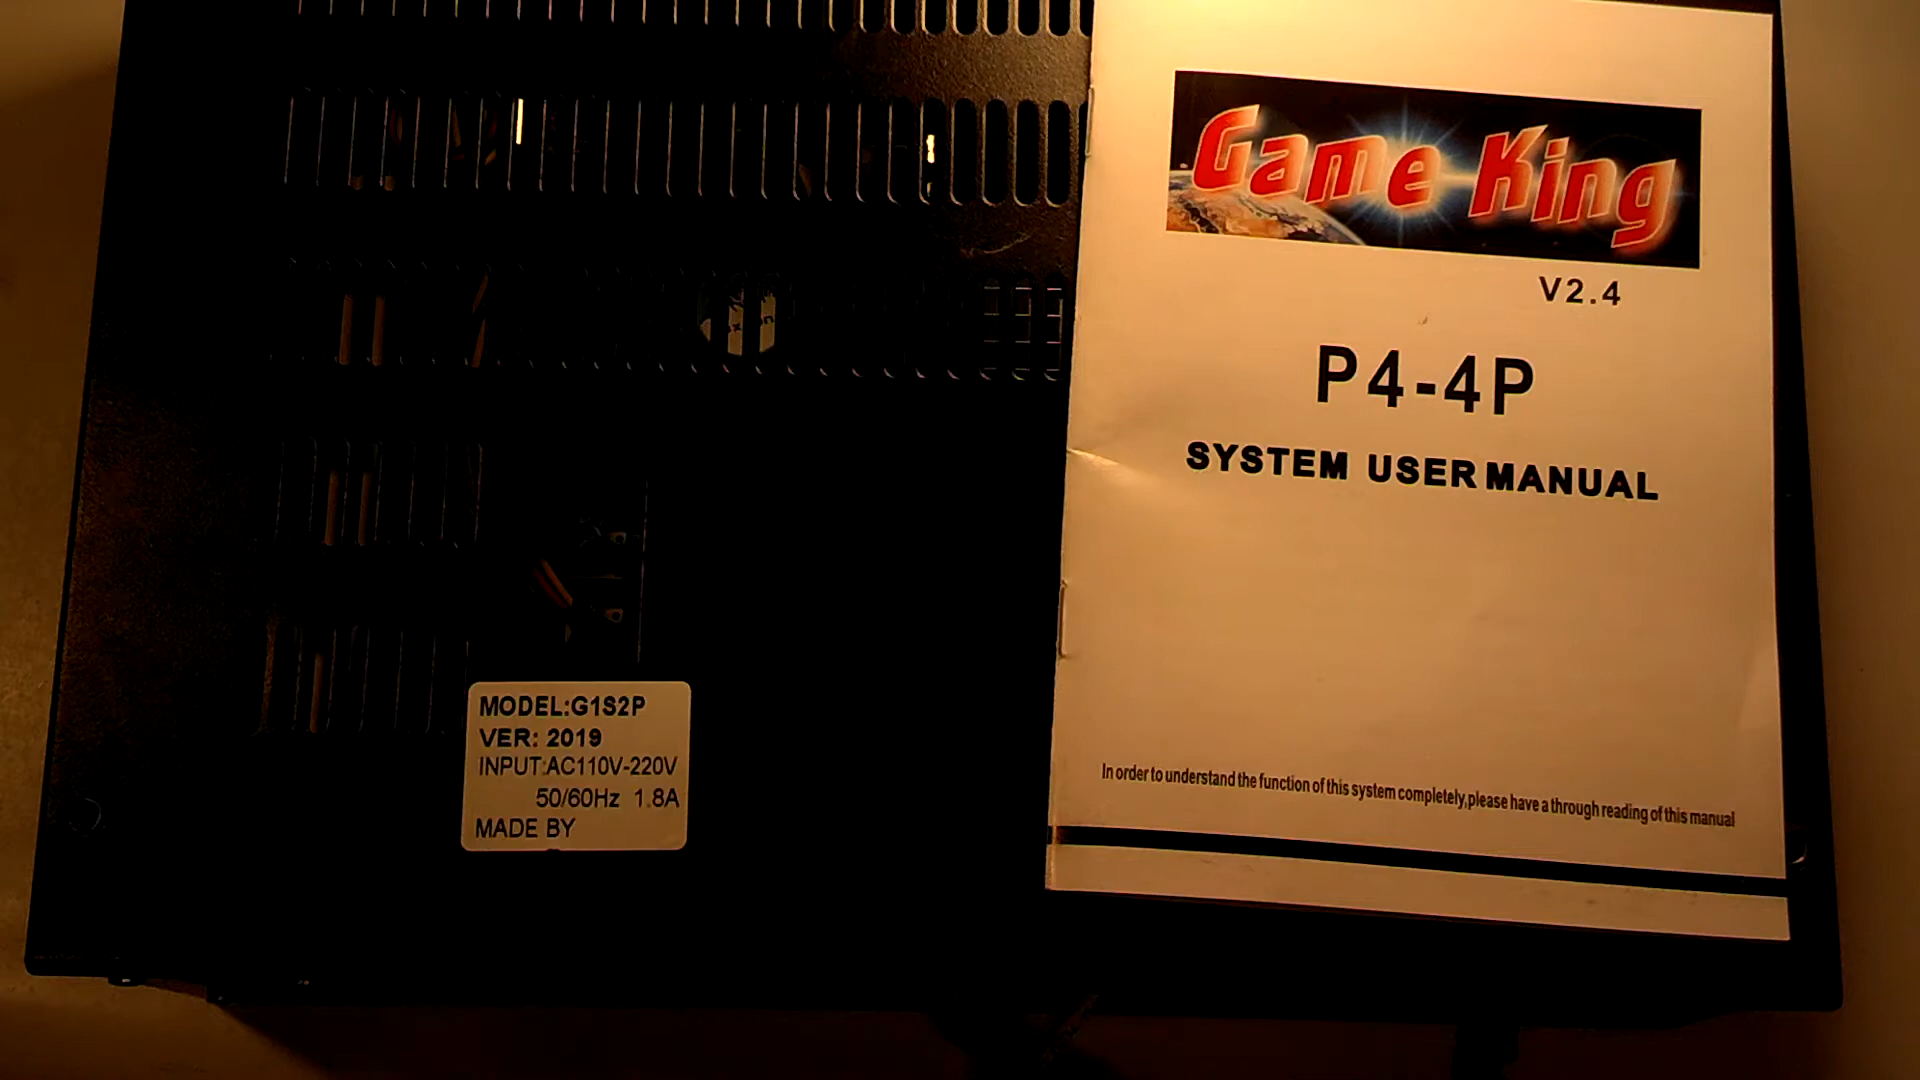 Game King
V2.4
P4-4P
SYSTEM USER MANUAL
In order to understand the function of this system completely,please have a through reading of this manual
MODEL:G1S2P
VER: 2019
INPUT:AC110V-220V
50/60Hz 1.8A
MADE BY